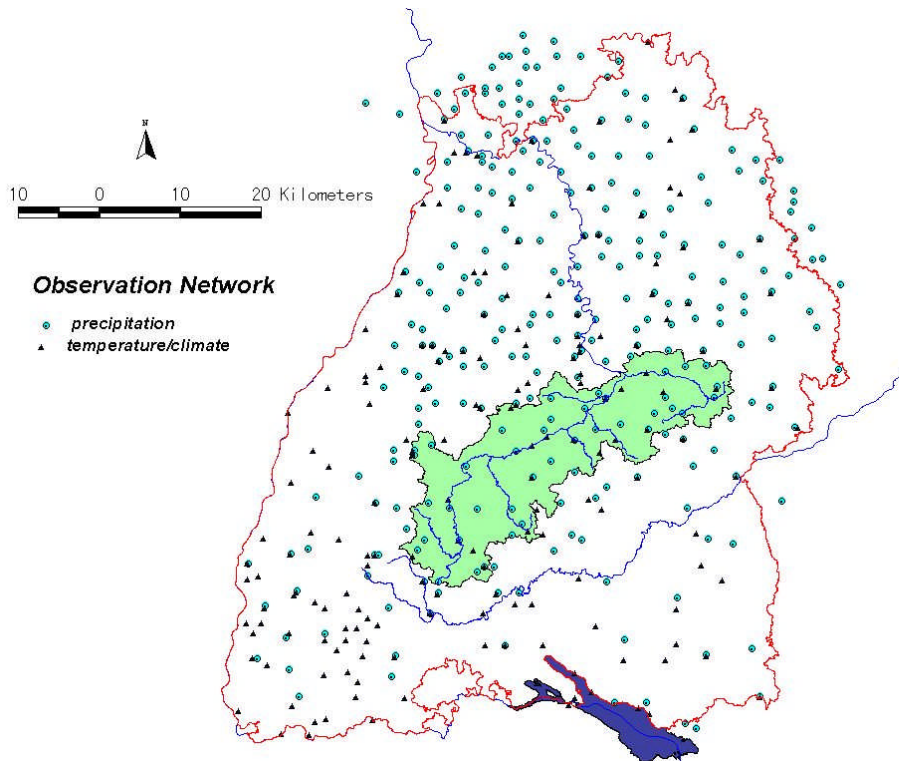 N
10 0 10 20 Kilometers
Observation Network
precipitation
temperature/climate